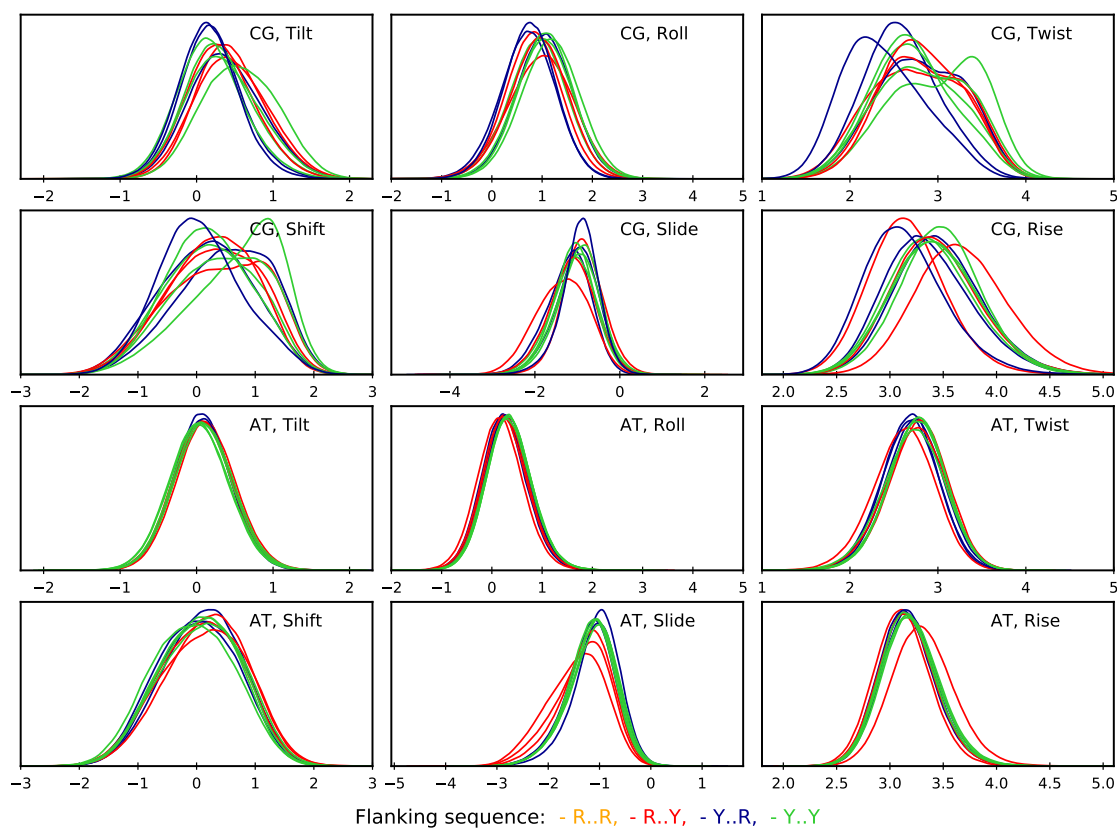 CG, Tilt CG, Roll CG, Twist
−2 −1 0 1 2 −2 −1 0 1 2 3 4 5 1 2 3 4 5
CG, Shift CG, Slide CG, Rise
−3 −2 −1 0 1 2 3 −4 −2 0 2 2.0 2.5 3.0 3.5 4.0 4.5 5.0
AT, Tilt AT, Roll AT, Twist
−2 −1 0 1 2 −2 −1 0 1 2 3 4 5 1 2 3 4 5
AT, Shift AT, Slide AT, Rise
−3 −2 −1 0 1 2 3 −5 −4 −3 −2 −1 0 1 2.0 2.5 3.0 3.5 4.0 4.5 5.0
Flanking sequence: - R..R, - R..Y, - Y..R, - Y..Y